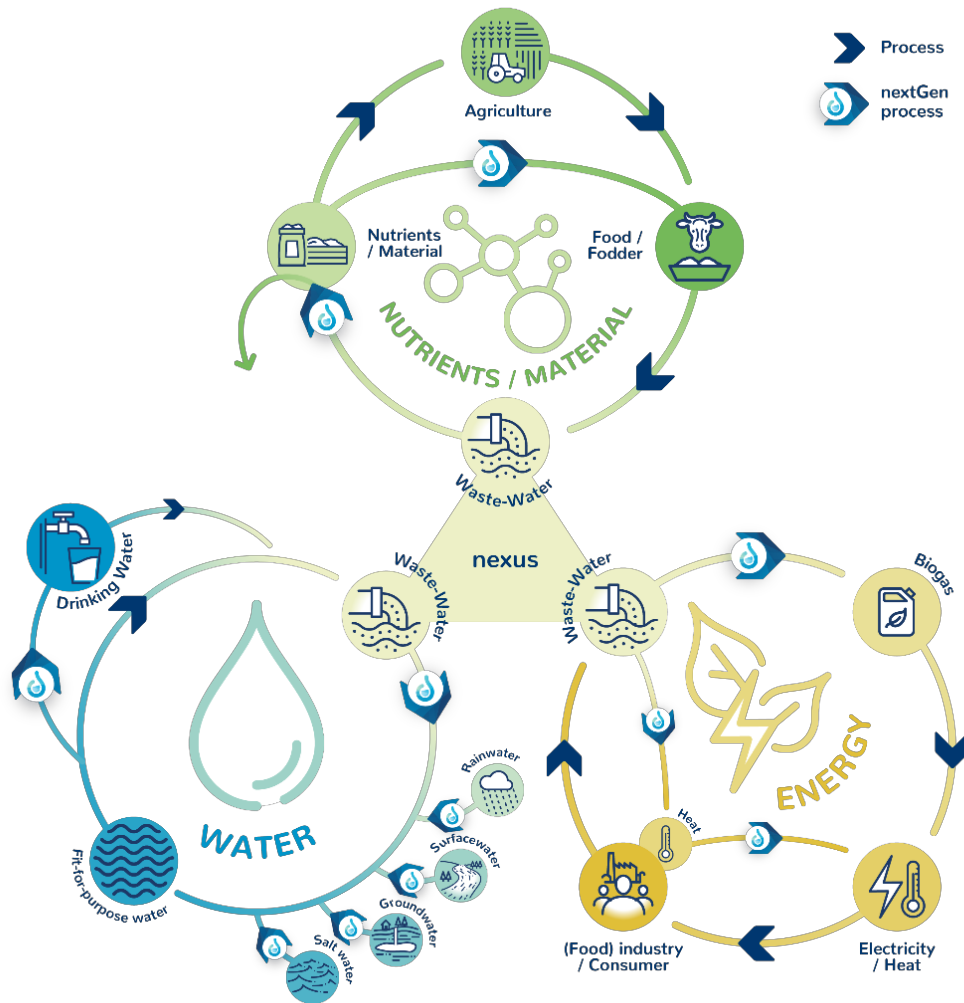 Process
nextGen
process
Agriculture
Nutrients
/ Material
Food /
Fodder
NUTRIENTS / MATERIAL
Waste-Water
nexus
Waste-Water
Waste-Water
Drinking Water
Biogas
Rainwater
WATER
ENERGY
Heat
Surfacewater
Fit-for-purpose water
Groundwater
Salt water
(Food) industry
/ Consumer
Electricity
/ Heat